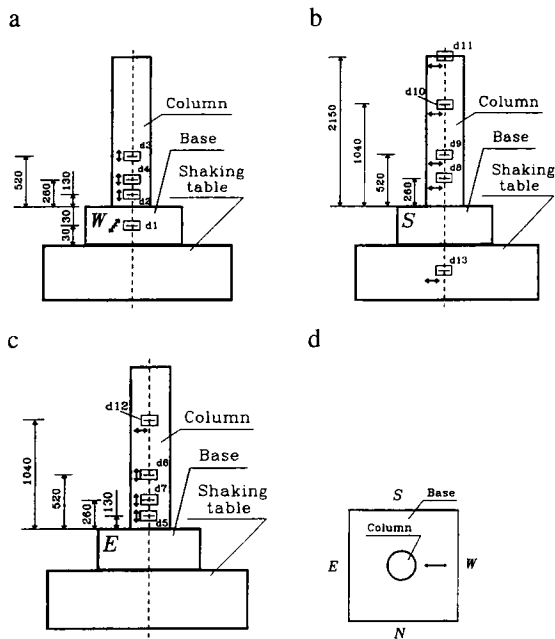 a
d3
d4
d2
d1
Column
Base
Shaking
table
W
520
260
130
30
30
b
d11
d10
d9
d8
d13
Column
Base
Shaking
table
S
2150
1040
520
260
c
d12
d6
d7
d5
Column
Base
Shaking
table
E
1040
520
260
130
d
S
Base
Column
E
W
N